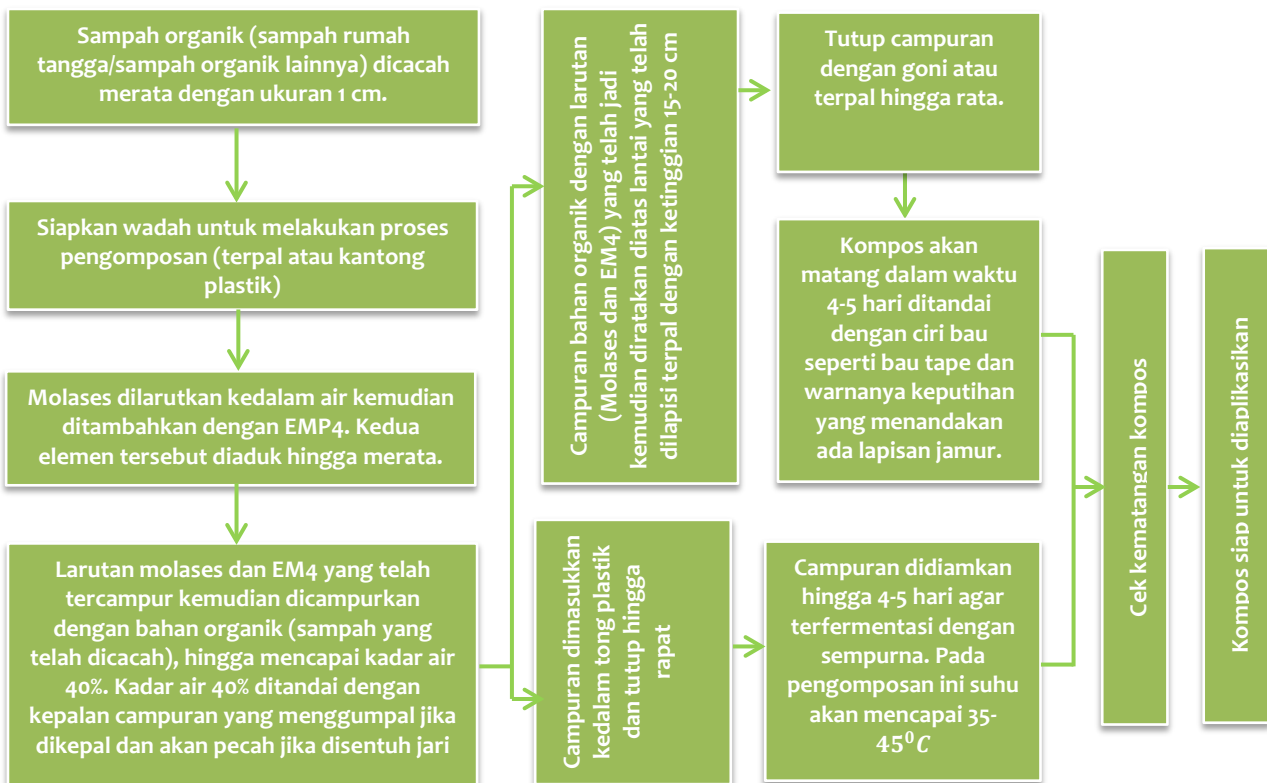 Sampah organik (sampah rumah
tangga/sampah organik lainnya) dicacah
merata dengan ukuran 1 cm.
Siapkan wadah untuk melakukan proses
pengomposan (terpal atau kantong
plastik)
Molases dilarutkan kedalam air kemudian
ditambahkan dengan EMP4. Kedua
elemen tersebut diaduk hingga merata.
Larutan molases dan EM4 yang telah
tercampur kemudian dicampurkan
dengan bahan organik (sampah yang
telah dicacah), hingga mencapai kadar air
40%. Kadar air 40% ditandai dengan
kepalan campuran yang menggumpal jika
dikepal dan akan pecah jika disentuh jari
Campuran bahan organik dengan larutan
(Molases dan EM4) yang telah jadi
kemudian diratakan diatas lantai yang telah
dilapisi terpal dengan ketinggian 15-20 cm
Tutup campuran
dengan goni atau
terpal hingga rata.
Kompos akan
matang dalam waktu
4-5 hari ditandai
dengan ciri bau
seperti bau tape dan
warnanya keputihan
yang menandakan
ada lapisan jamur.
Campuran dimasukkan
kedalam tong plastik
dan tutup hingga
rapat
Campuran didiamkan
hingga 4-5 hari agar
terfermentasi dengan
sempurna. Pada
pengomposan ini suhu
akan mencapai 35-
45⁰C
Cek kematangan kompos
Kompos siap untuk diaplikasikan